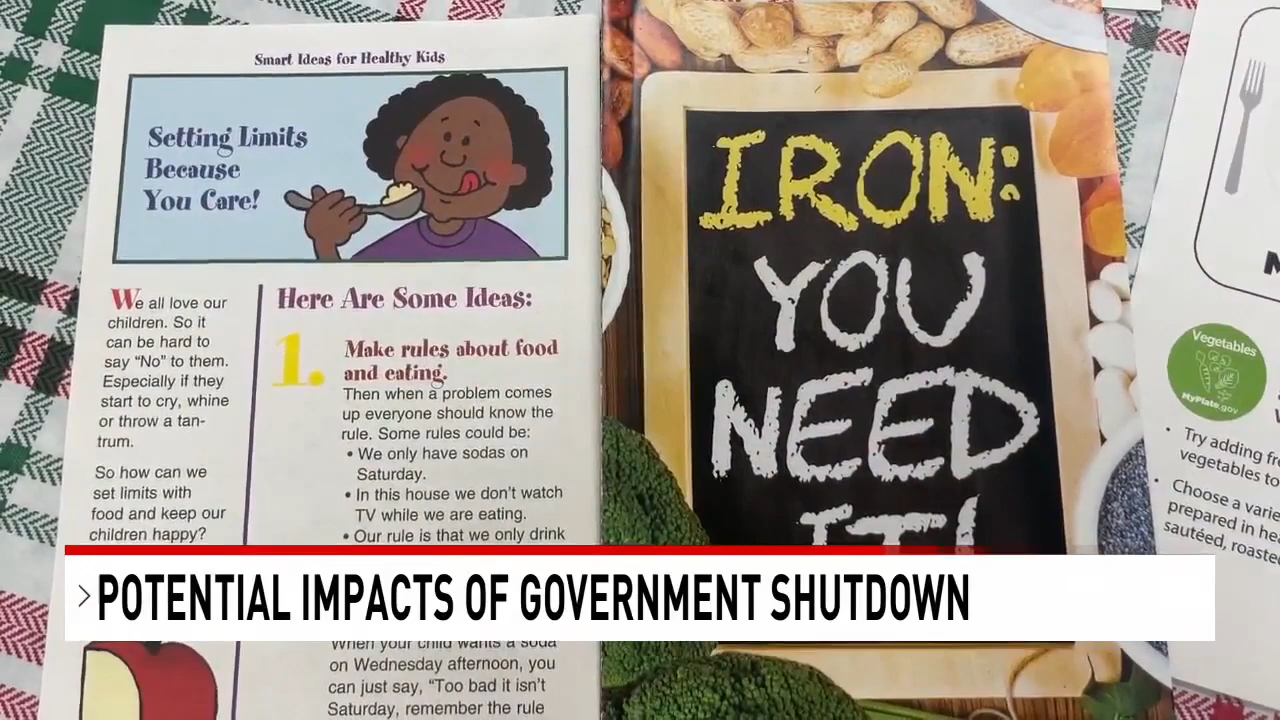 Smart Ideas for Healthy Kids
Setting Limits
Because
You Care!
We all love our
children. So it
can be hard to
say “No” to them.
Especially if they
start to cry, whine
or throw a tan-
trum.
So how can we
set limits with
food and keep our
children happy?
Here Are Some Ideas:
1.
Make rules about food
and eating.
Then when a problem comes
up everyone should know the
rule. Some rules could be:
• We only have sodas on
Saturday.
• In this house we don’t watch
TV while we are eating.
• Our rule is that we only drink
When your child wants a soda
on Wednesday afternoon, you
can just say, “Too bad it isn’t
Saturday, remember the rule
IRON:
YOU
NEED
IT!
Vegetables
MyPlate.gov
• Try adding
vegetables to
• Choose a
prepared in
sautéed,
> POTENTIAL IMPACTS OF GOVERNMENT SHUTDOWN